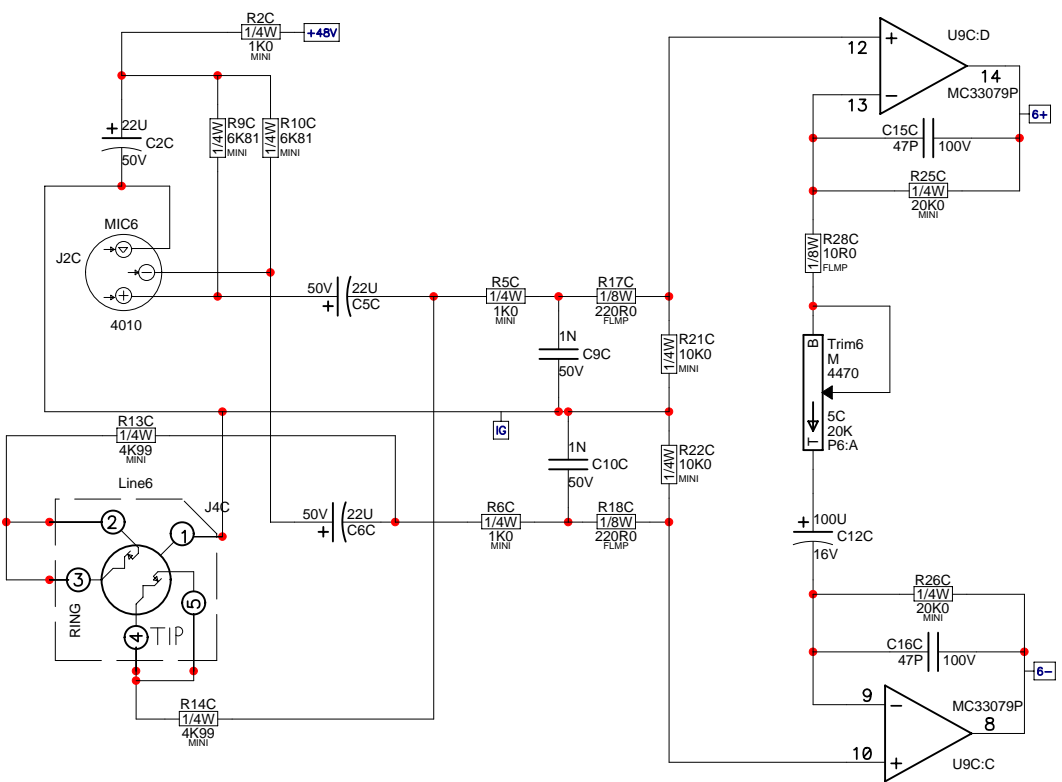 R2C
1/4W
1K0
MINI
+48V
+ 22U
C2C
50V
R9C
1/4W
6K81
MINI
R10C
1/4W
6K81
MINI
MIC6
J2C
4010
50V
+
22U
C5C
R5C
1/4W
1K0
MINI
R17C
1/8W
220R0
FLMP
1N
C9C
50V
R21C
1/4W
10K0
MINI
IG
1N
C10C
50V
R22C
1/4W
10K0
MINI
R13C
1/4W
4K99
MINI
Line6
J4C
2
1
3
5
4
RING
TIP
50V
+
22U
C6C
R6C
1/4W
1K0
MINI
R18C
1/8W
220R0
FLMP
R14C
1/4W
4K99
MINI
12
+
U9C:D
14
MC33079P
13
−
6+
C15C
47P
100V
R25C
1/4W
20K0
MINI
R28C
1/8W
10R0
FLMP
B
T
Trim6
M
4470
5C
20K
P6:A
+ 100U
C12C
16V
R26C
1/4W
20K0
MINI
C16C
47P
100V
6−
9
−
MC33079P
8
10
+
U9C:C